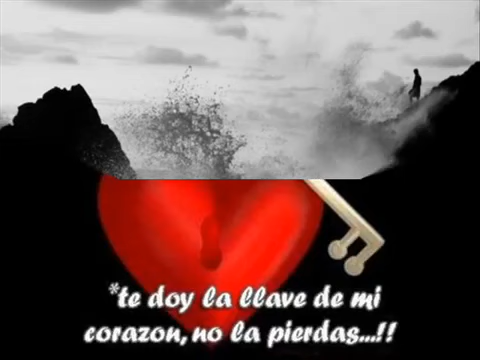 *te doy la llave de mi
corazon, no la pierdas...!!